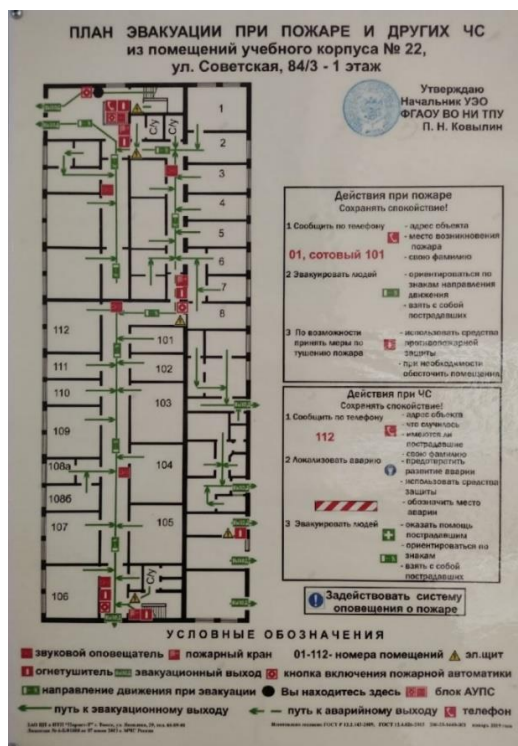 ПЛАН ЭВАКУАЦИИ ПРИ ПОЖАРЕ И ДРУГИХ ЧС
из помещений учебного корпуса № 22,
ул. Советская, 84/3 - 1 этаж
Утверждаю
Начальник УЭО
ФГАОУ ВО НИ ТПУ
П. Н. Ковылин
С/у
С/у
1
2
3
4
5
6
7
8
112
101
111
102
110
103
109
108а
104
108б
107
105
106
С/у
Действия при пожаре
Сохранять спокойствие!
1 Сообщить по телефону
01, сотовый 101
- адрес объекта
- место возникновения
пожара
- свою фамилию
2 Эвакуировать людей
- ориентироваться по
знакам направления
движения
- взять с собой
пострадавших
3 По возможности
принять меры по
тушению пожара
- использовать средства
противопожарной
защиты
- при необходимости
обесточить помещения
Действия при ЧС
Сохранять спокойствие!
1 Сообщить по телефону
112
- адрес объекта
- что случилось
- имеются ли
пострадавшие
- свою фамилию
2 Локализовать аварию
- предотвратить
развитие аварии
- использовать средства
защиты
- обозначить место
аварии
3 Эвакуировать людей
- оказать помощь
пострадавшим
- ориентироваться по
знакам
- взять с собой
пострадавших
Задействовать систему
оповещения о пожаре
УСЛОВНЫЕ ОБОЗНАЧЕНИЯ
звуковой оповещатель пожарный кран 01-112- номера помещений эл.щит
огнетушитель эвакуационный выход кнопка включения пожарной автоматики
направление движения при эвакуации Вы находитесь здесь блок АУПС
путь к эвакуационному выходу путь к аварийному выходу телефон